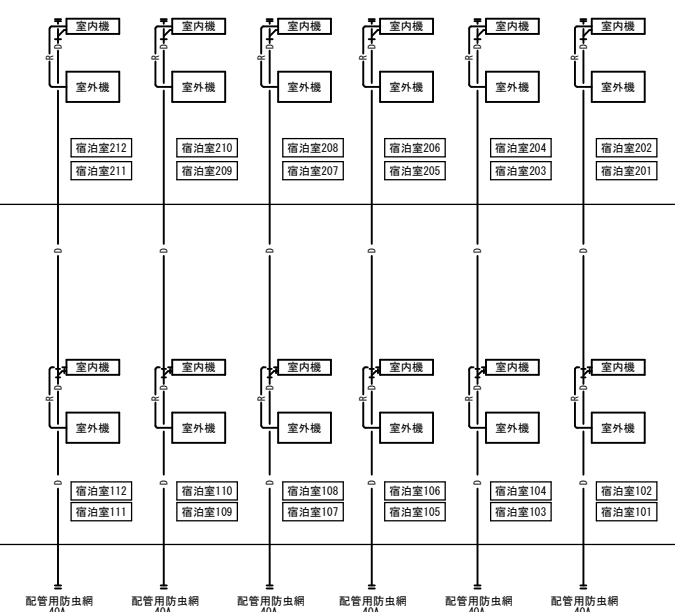 室内機 室内機 室内機 室内機 室内機 室内機
D D D D D D
R R R R R R
室外機 室外機 室外機 室外機 室外機 室外機
宿泊室212 宿泊室210 宿泊室208 宿泊室206 宿泊室204 宿泊室202
宿泊室211 宿泊室209 宿泊室207 宿泊室205 宿泊室203 宿泊室201
D D D D D D
室内機 室内機 室内機 室内機 室内機 室内機
D D D D D D
R R R R R R
室外機 室外機 室外機 室外機 室外機 室外機
D D D D D D
宿泊室112 宿泊室110 宿泊室108 宿泊室106 宿泊室104 宿泊室102
宿泊室111 宿泊室109 宿泊室107 宿泊室105 宿泊室103 宿泊室101
配管用防虫網 配管用防虫網 配管用防虫網 配管用防虫網 配管用防虫網 配管用防虫網
40A 40A 40A 40A 40A 40A